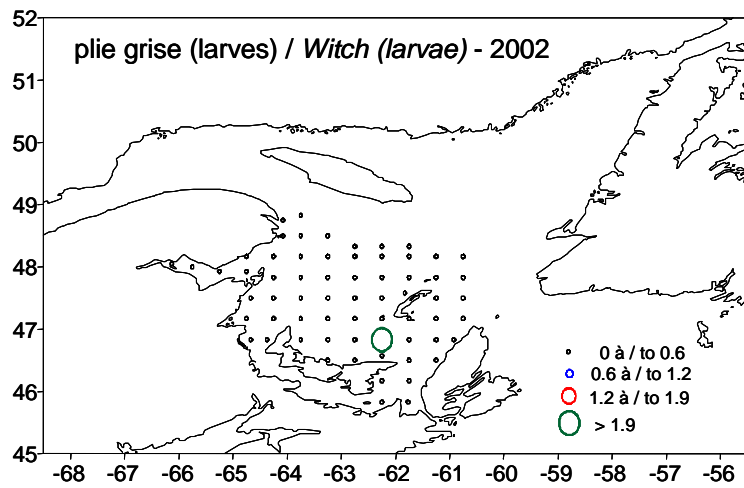 plie grise (larves) / Witch (larvae) - 2002
52
51
50
49
48
47
46
45
0 à / to 0.6
0.6 à / to 1.2
1.2 à / to 1.9
> 1.9
-68 -67 -66 -65 -64 -63 -62 -61 -60 -59 -58 -57 -56